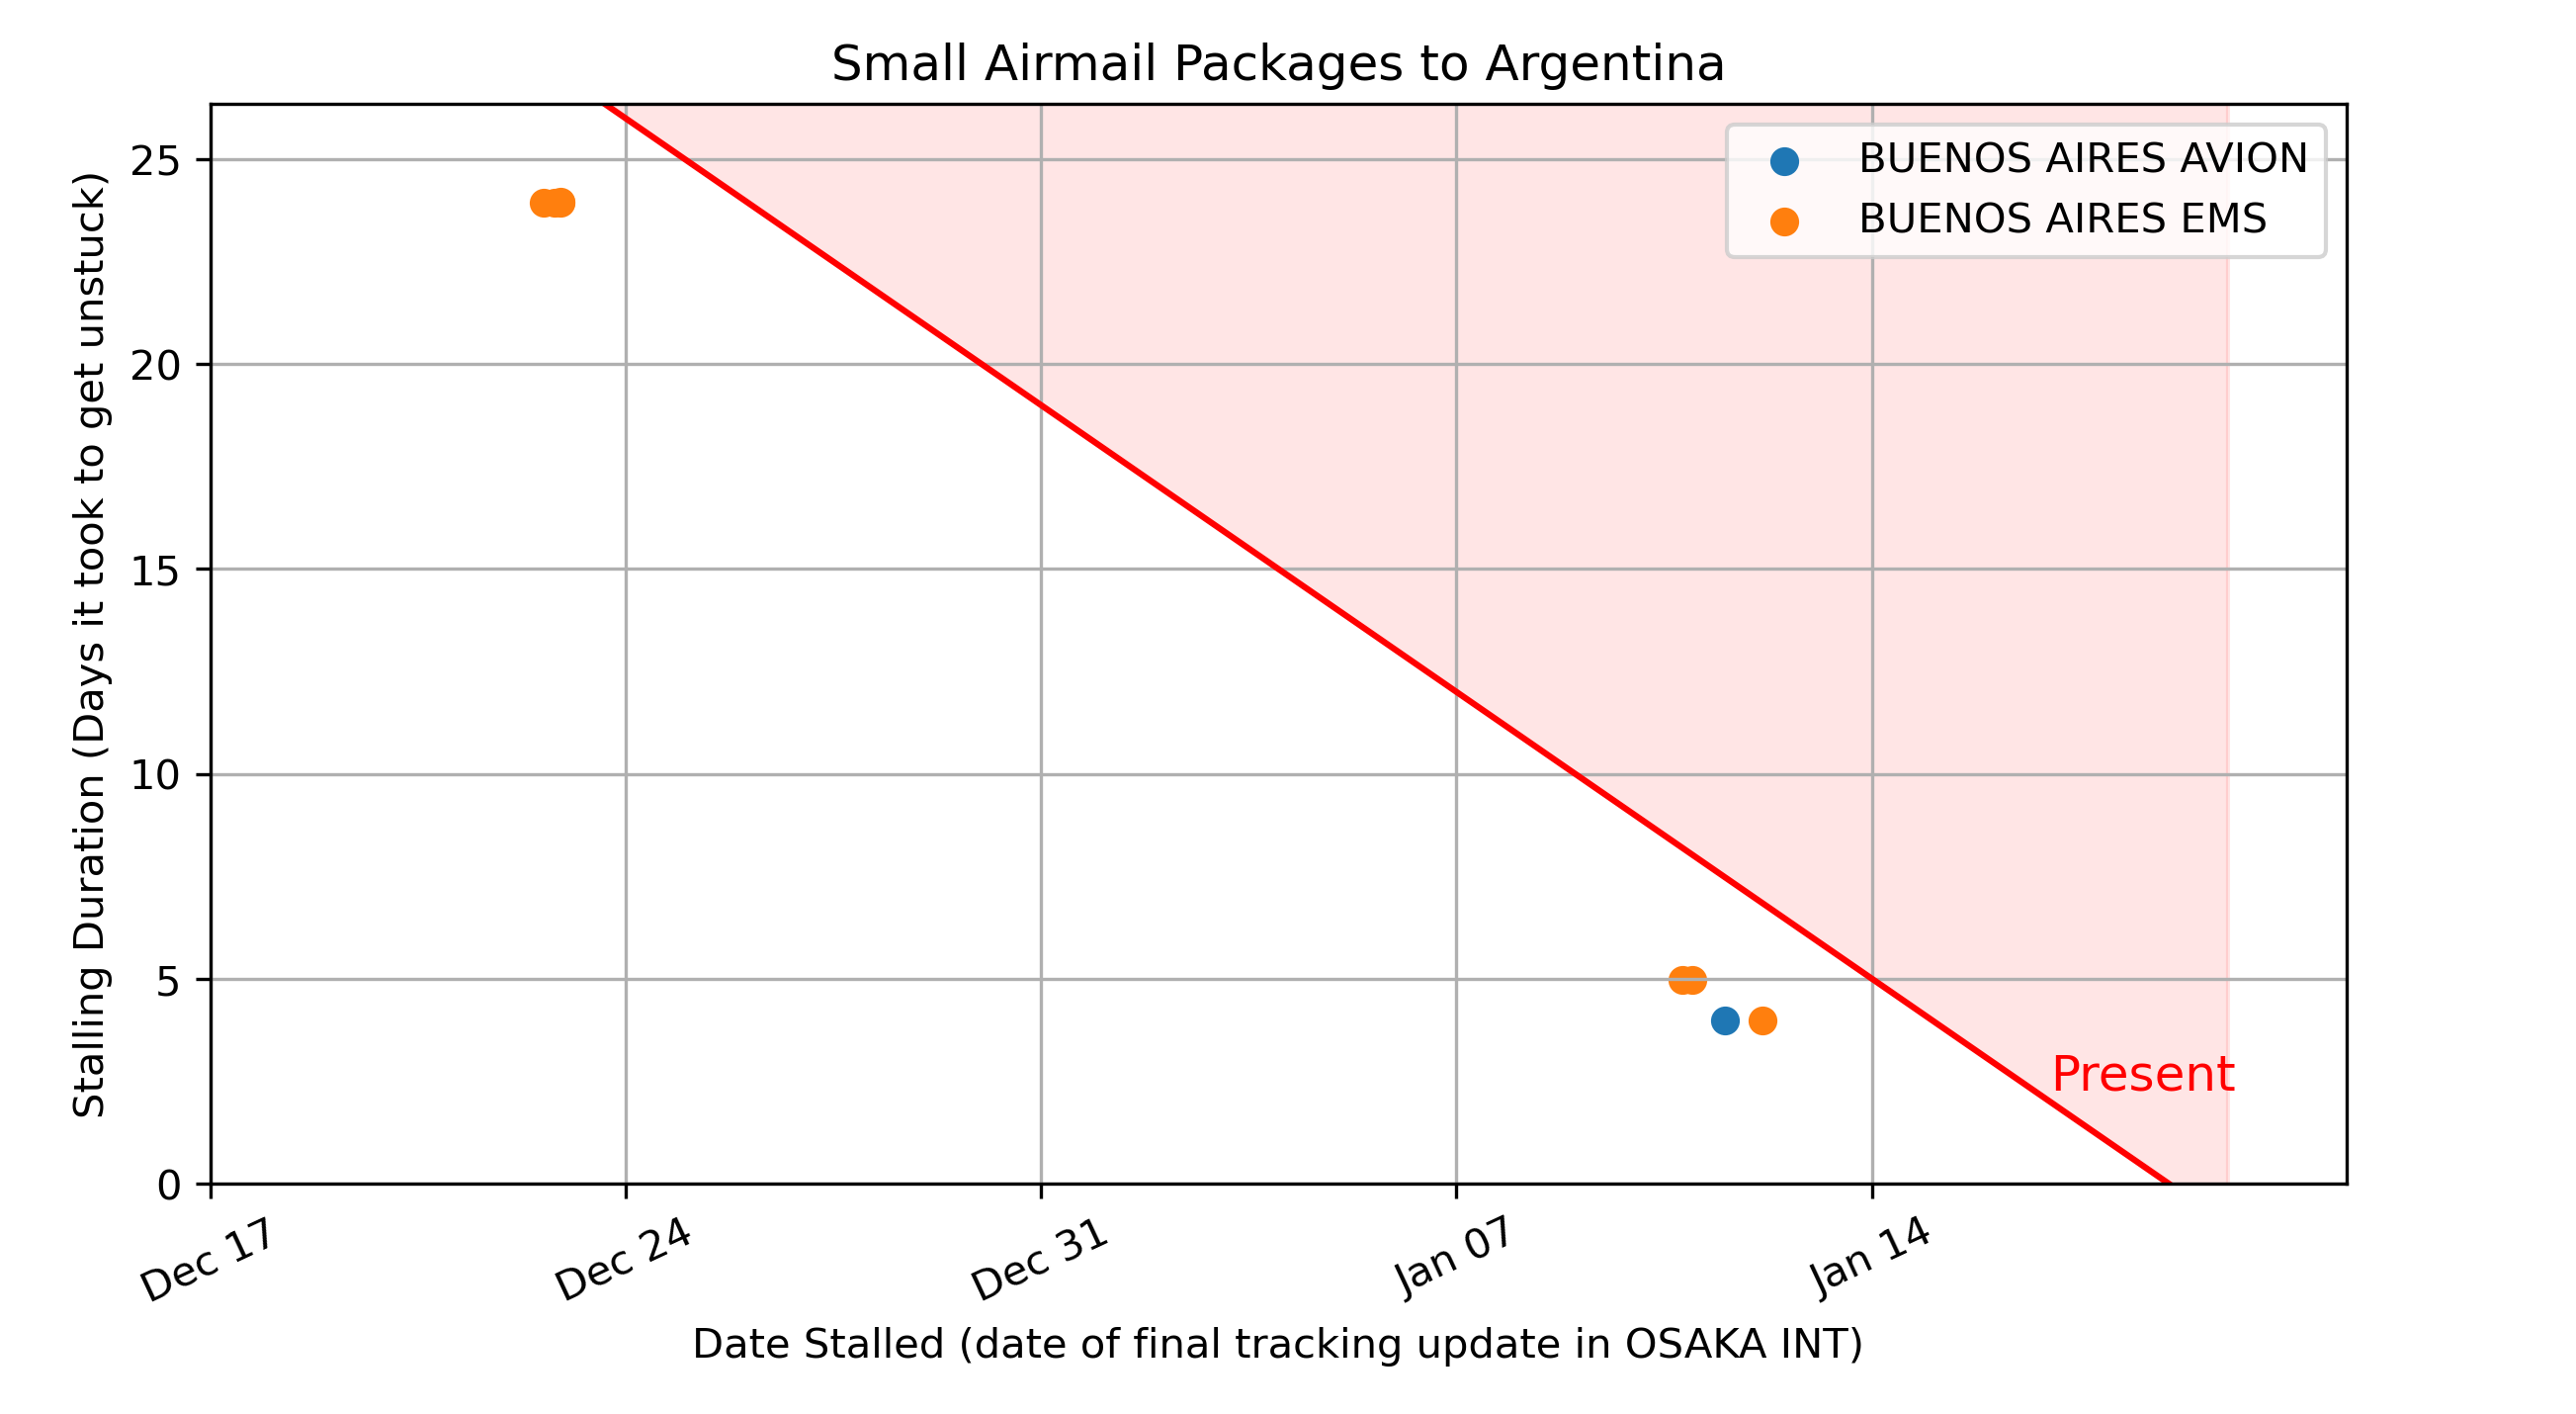 Small Airmail Packages to Argentina
BUENOS AIRES AVION
BUENOS AIRES EMS
Stalling Duration (Days it took to get unstuck)
25
20
15
10
5
0
Present
Dec 17
Dec 24
Dec 31
Jan 07
Jan 14
Date Stalled (date of final tracking update in OSAKA INT)